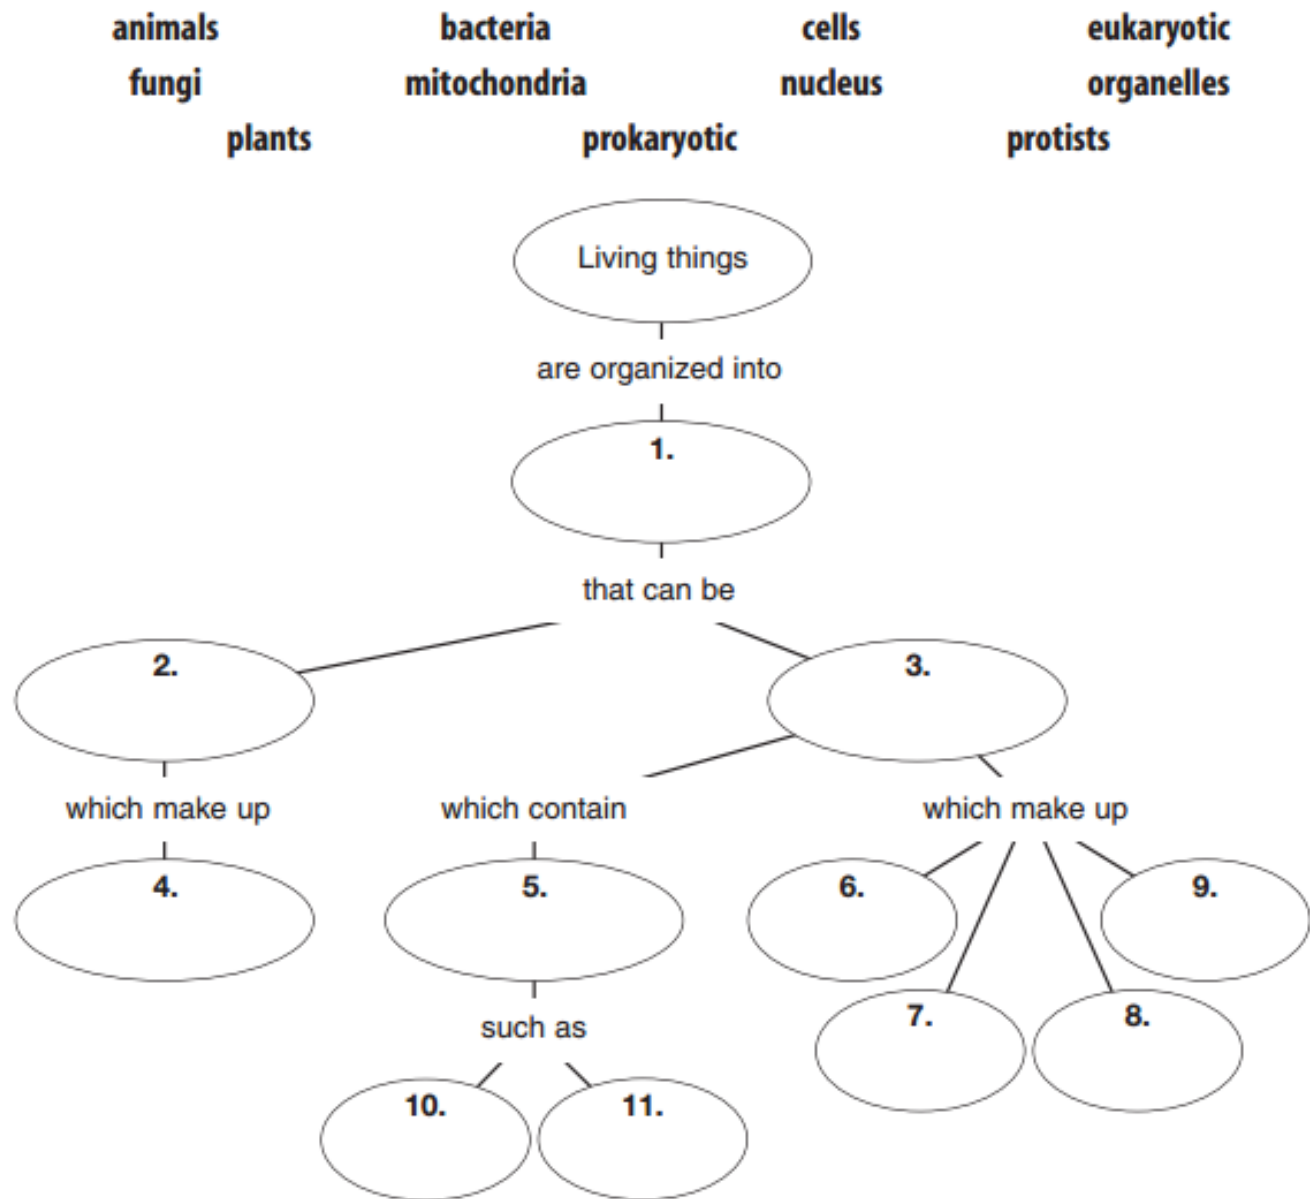 animals bacteria cells eukaryotic
fungi mitochondria nucleus organelles
plants prokaryotic protists
Living things
are organized into
1.
that can be
2. 3.
which make up which contain which make up
4. 5. 6. 9.
7. 8.
such as
10. 11.